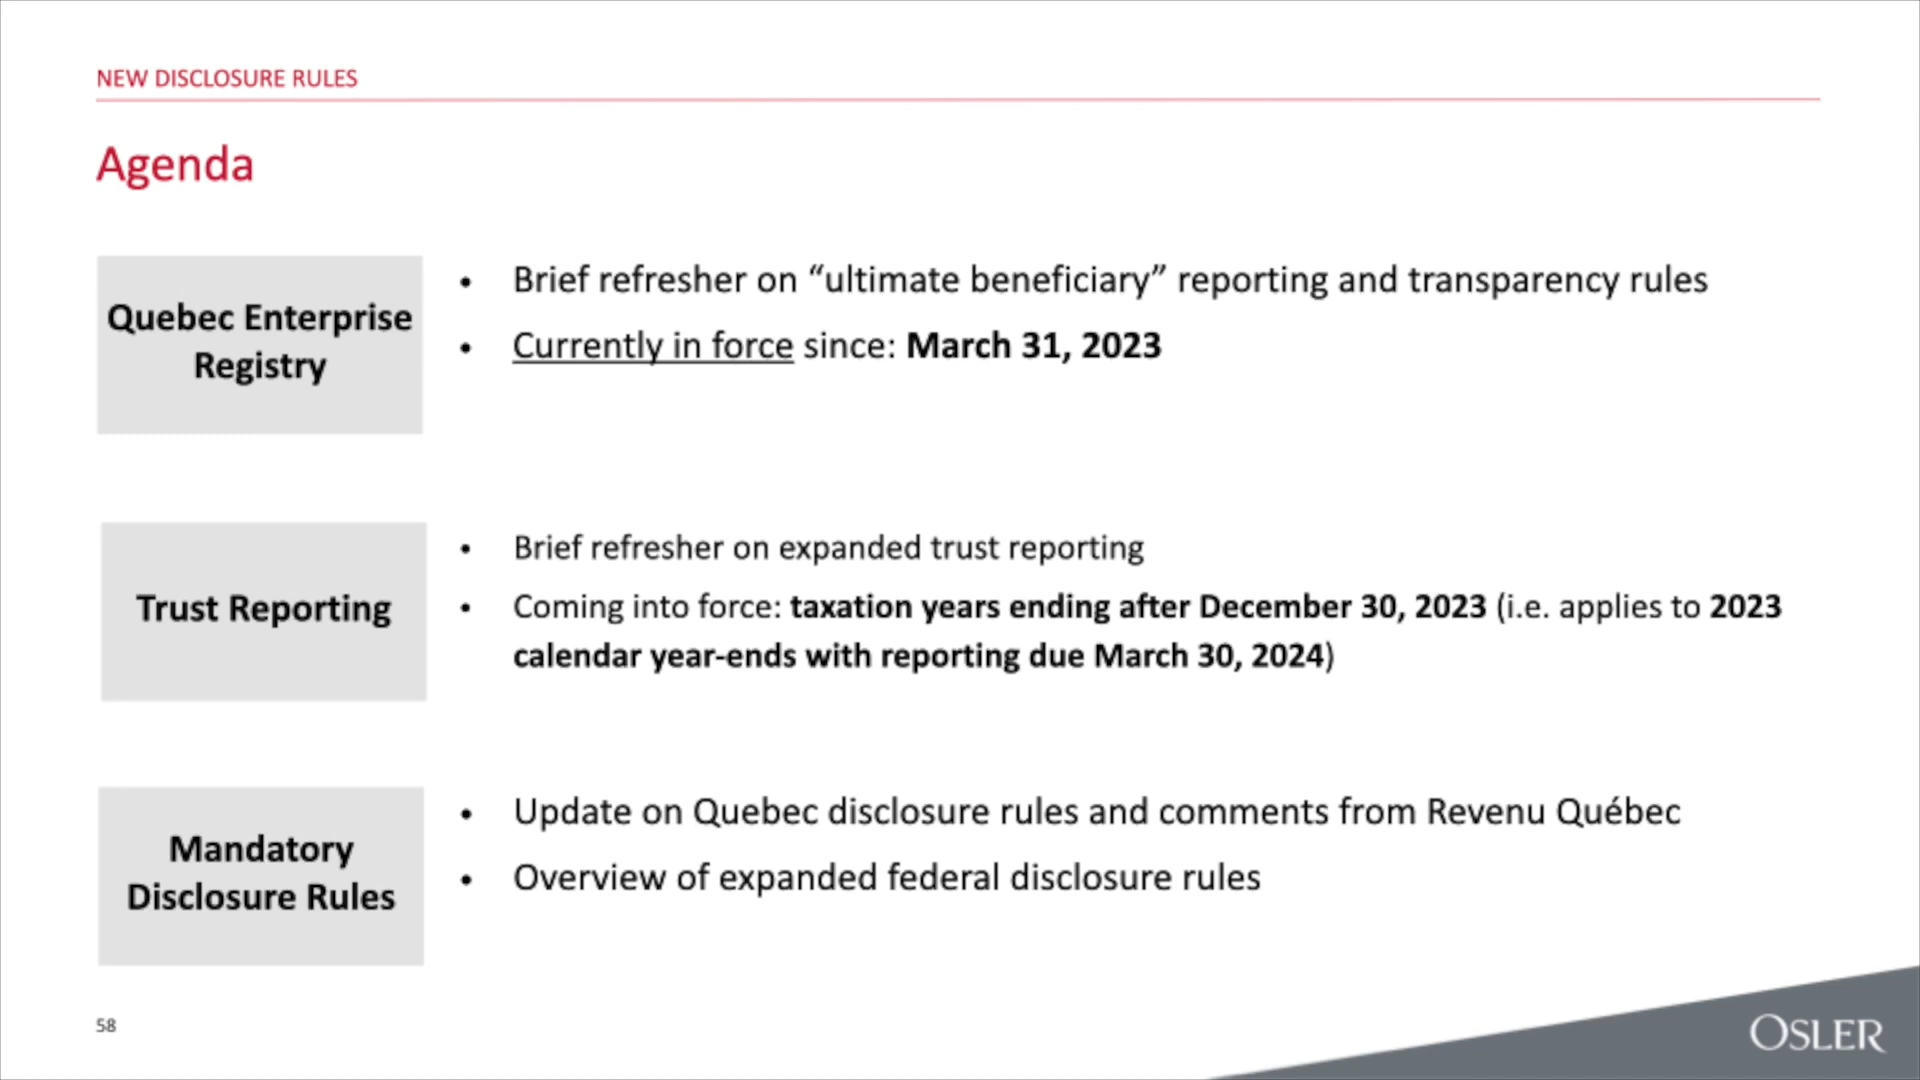 NEW DISCLOSURE RULES
Agenda
Quebec Enterprise
Registry
• Brief refresher on “ultimate beneficiary” reporting and transparency rules
• Currently in force since: March 31, 2023
Trust Reporting
• Brief refresher on expanded trust reporting
• Coming into force: taxation years ending after December 30, 2023 (i.e. applies to 2023
calendar year-ends with reporting due March 30, 2024)
Mandatory
Disclosure Rules
• Update on Quebec disclosure rules and comments from Revenu Québec
• Overview of expanded federal disclosure rules
58
OSLER